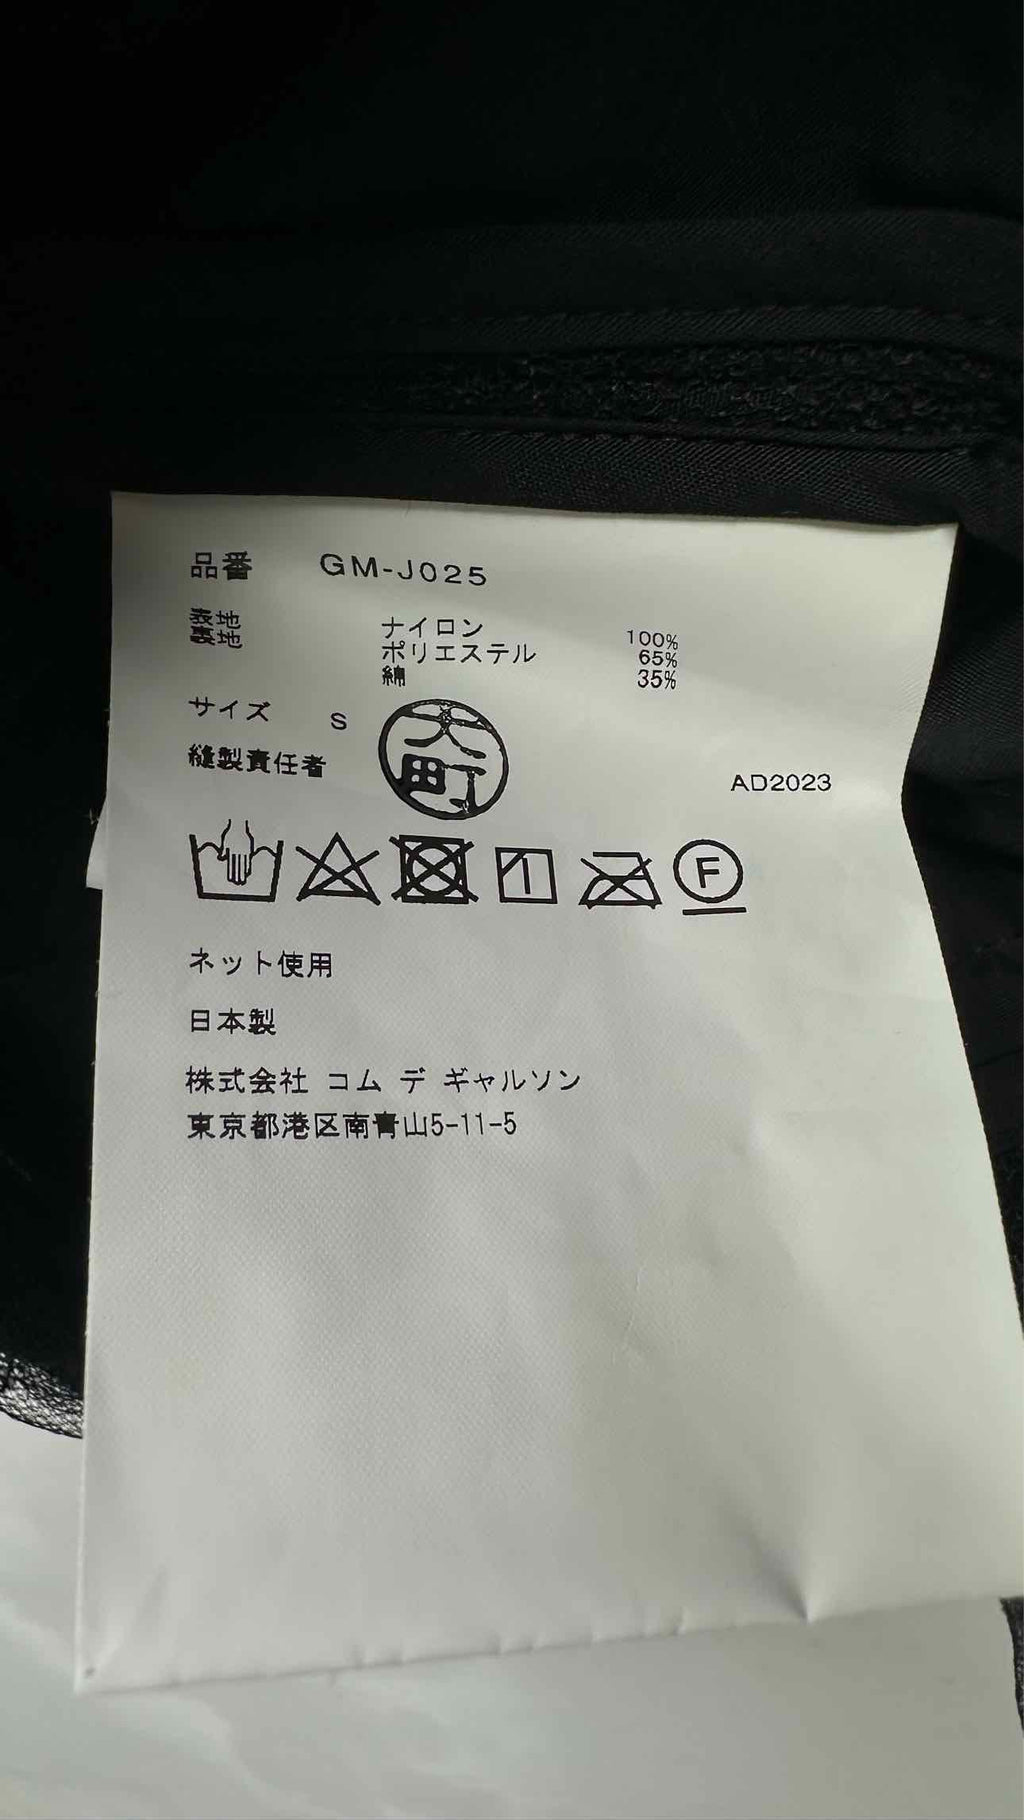 品番 GM-J025
表地 ナイロン 100%
裏地 ポリエステル 65%
綿 35%
サイズ S
縫製責任者 大町 AD2023
F
ネット使用
日本製
株式会社 コム デ ギャルソン
東京都港区南青山5-11-5